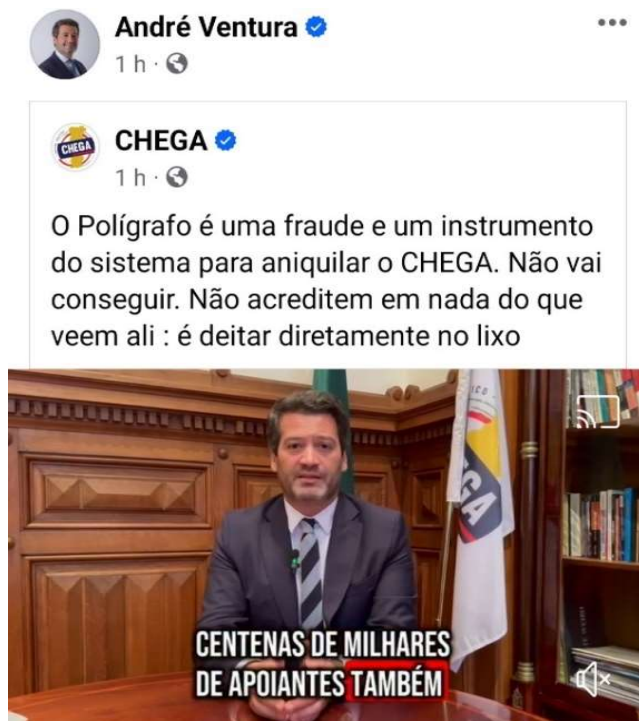 André Ventura
1 h
CHEGA
CHEGA
1 h
O Polígrafo é uma fraude e um instrumento
do sistema para aniquilar o CHEGA. Não vai
conseguir. Não acreditem em nada do que
veem ali : é deitar diretamente no lixo
CENTENAS DE MILHARES
DE APOIANTES TAMBÉM